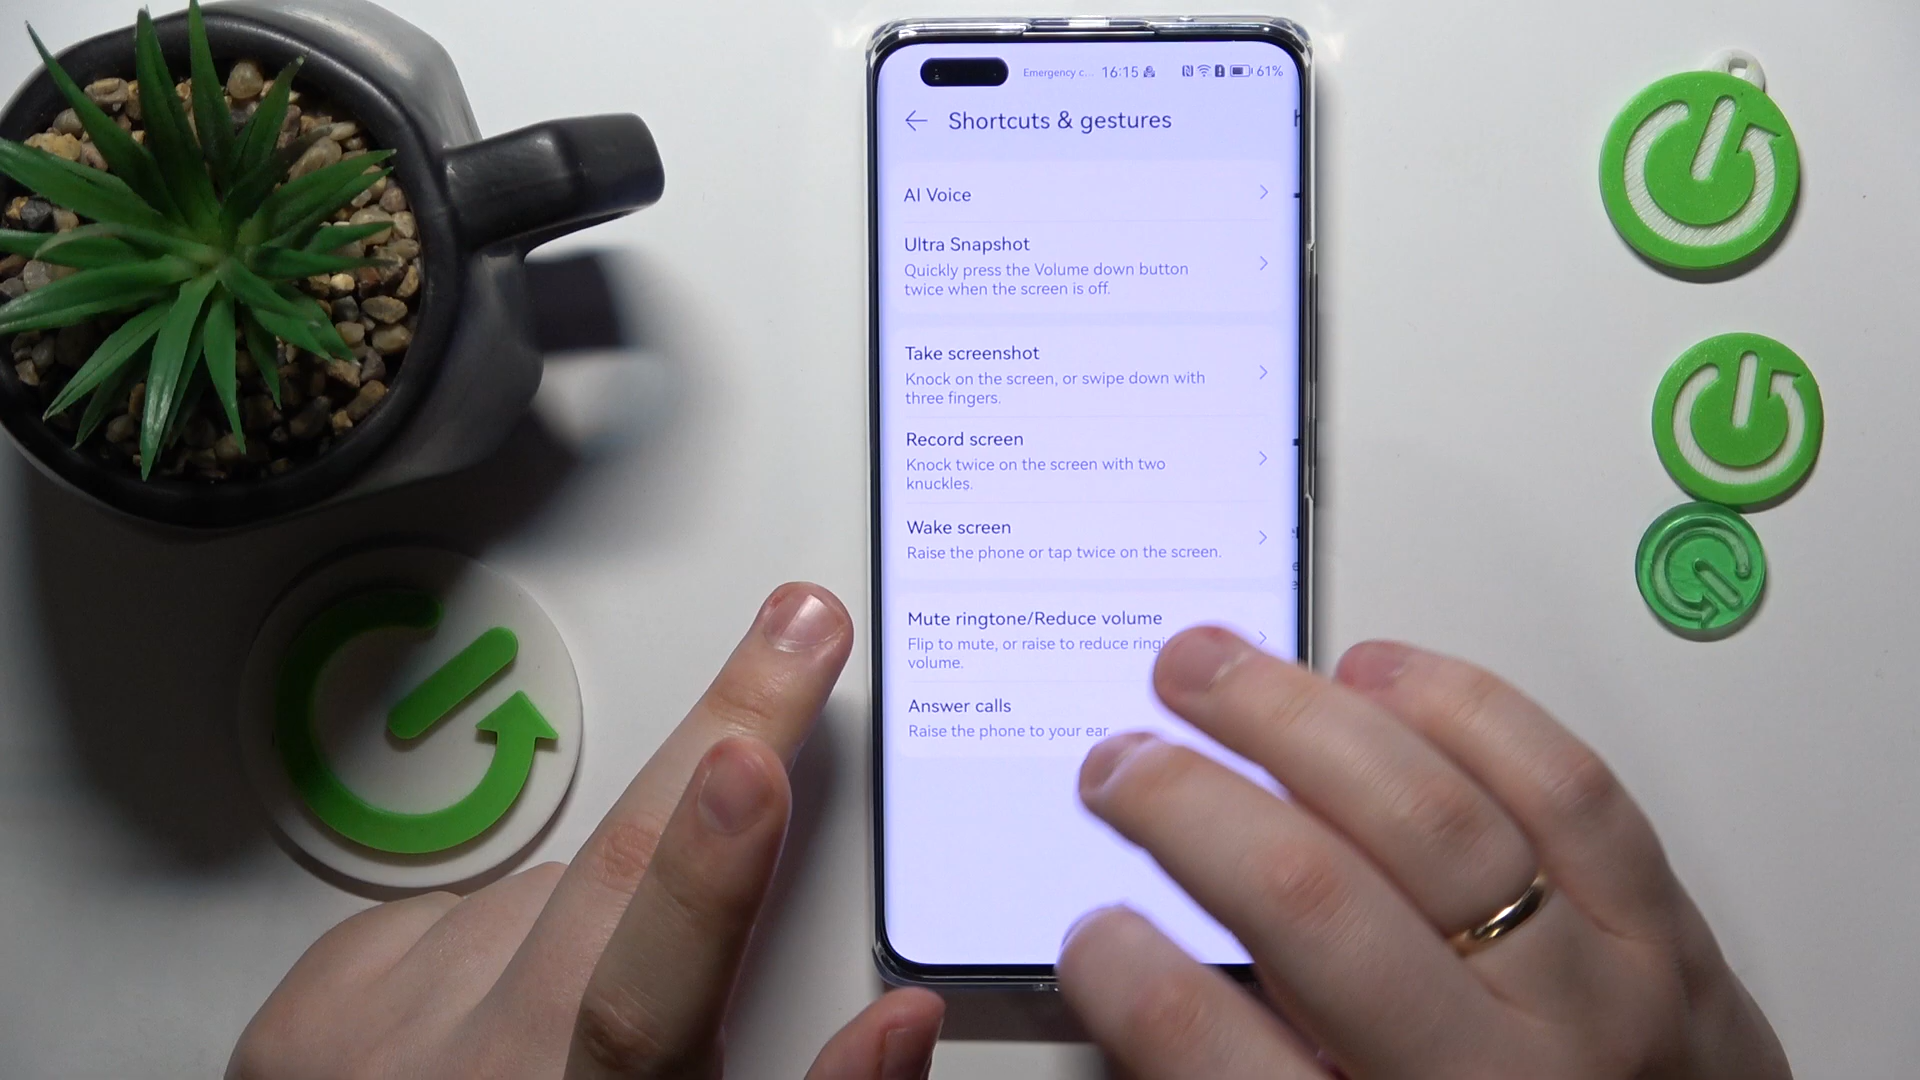 Emergency c... 16:15 61%
Shortcuts & gestures
AI Voice
Ultra Snapshot
Quickly press the Volume down button
twice when the screen is off.
Take screenshot
Knock on the screen, or swipe down with
three fingers.
Record screen
Knock twice on the screen with two
knuckles.
Wake screen
Raise the phone or tap twice on the screen.
Mute ringtone/Reduce volume
Flip to mute, or raise to reduce ringi
volume.
Answer calls
Raise the phone to your ear.